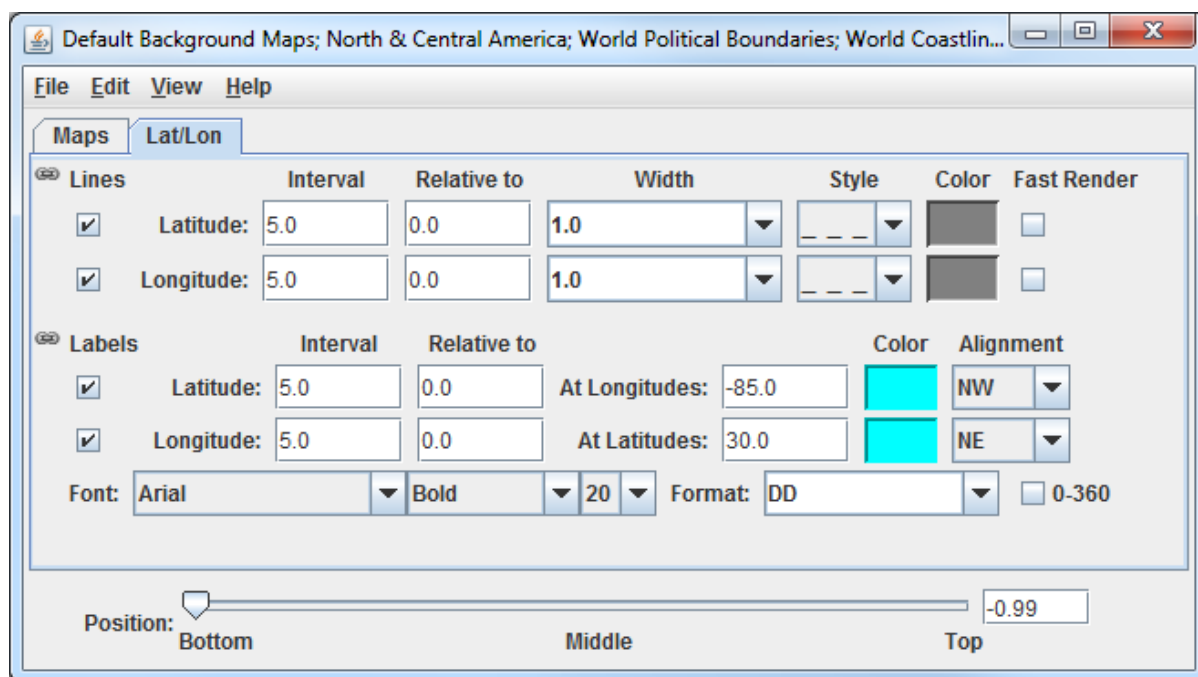 Default Background Maps; North & Central America; World Political Boundaries; World Coastlin...
File Edit View Help
Maps Lat/Lon
Lines Interval Relative to Width Style Color Fast Render
Latitude: 5.0 0.0 1.0 _ _ _
Longitude: 5.0 0.0 1.0 _ _ _
Labels Interval Relative to Color Alignment
Latitude: 5.0 0.0 At Longitudes: -85.0 NW
Longitude: 5.0 0.0 At Latitudes: 30.0 NE
Font: Arial Bold 20 Format: DD 0-360
Position: -0.99
Bottom Middle Top